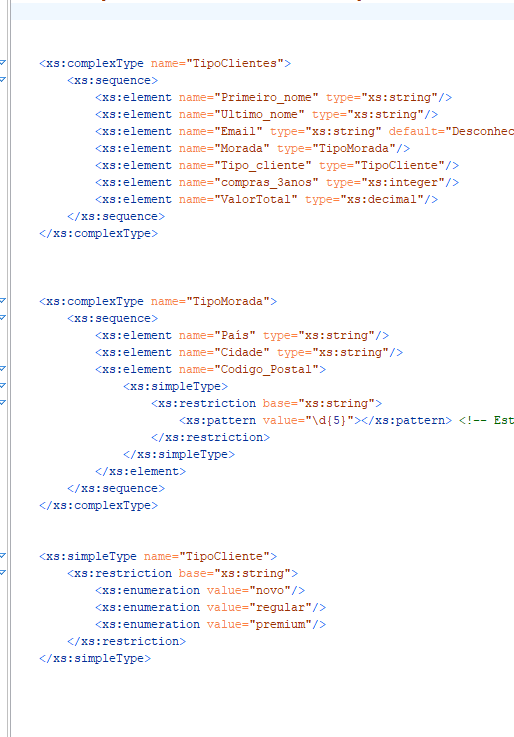 <xs:complexType name="TipoClientes">
<xs:sequence>
<xs:element name="Primeiro_nome" type="xs:string"/>
<xs:element name="Ultimo_nome" type="xs:string"/>
<xs:element name="Email" type="xs:string" default="Desconhec
<xs:element name="Morada" type="TipoMorada"/>
<xs:element name="Tipo_cliente" type="TipoCliente"/>
<xs:element name="compras_3anos" type="xs:integer"/>
<xs:element name="ValorTotal" type="xs:decimal"/>
</xs:sequence>
</xs:complexType>
<xs:complexType name="TipoMorada">
<xs:sequence>
<xs:element name="País" type="xs:string"/>
<xs:element name="Cidade" type="xs:string"/>
<xs:element name="Codigo_Postal">
<xs:simpleType>
<xs:restriction base="xs:string">
<xs:pattern value="\d{5}"></xs:pattern> <!-- Est
</xs:restriction>
</xs:simpleType>
</xs:element>
</xs:sequence>
</xs:complexType>
<xs:simpleType name="TipoCliente">
<xs:restriction base="xs:string">
<xs:enumeration value="novo"/>
<xs:enumeration value="regular"/>
<xs:enumeration value="premium"/>
</xs:restriction>
</xs:simpleType>